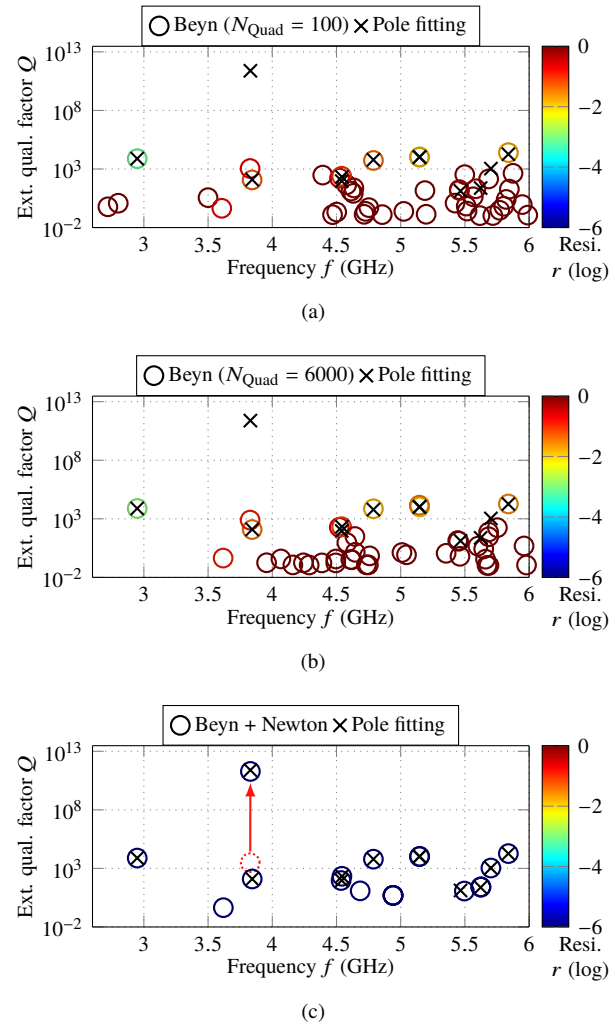 (a)
Beyn (N_Quad = 100) Pole fitting
10^13
10^8
10^3
10^−2
Ext. qual. factor Q
3 3.5 4 4.5 5 5.5 6
Frequency f (GHz)
0
−2
−4
−6
Resi.
r (log)
(a)
Beyn (N_Quad = 6000) Pole fitting
10^13
10^8
10^3
10^−2
Ext. qual. factor Q
3 3.5 4 4.5 5 5.5 6
Frequency f (GHz)
0
−2
−4
−6
Resi.
r (log)
(b)
Beyn + Newton Pole fitting
10^13
10^8
10^3
10^−2
Ext. qual. factor Q
3 3.5 4 4.5 5 5.5 6
Frequency f (GHz)
0
−2
−4
−6
Resi.
r (log)
(c)